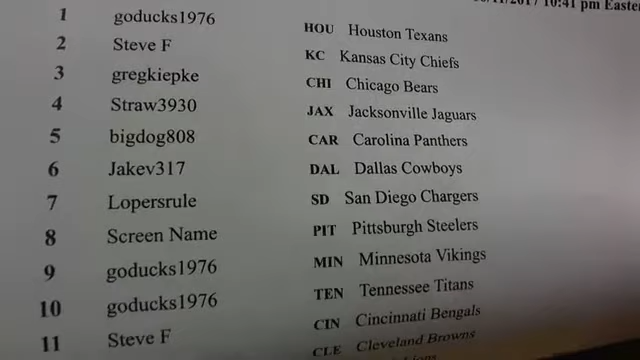 10:41 pm
1 goducks1976 HOU Houston Texans
2 Steve F KC Kansas City Chiefs
3 gregkiepke CHI Chicago Bears
4 Straw3930 JAX Jacksonville Jaguars
5 bigdog808 CAR Carolina Panthers
6 Jakev317 DAL Dallas Cowboys
7 Lopersrule SD San Diego Chargers
8 Screen Name PIT Pittsburgh Steelers
9 goducks1976 MIN Minnesota Vikings
10 goducks1976 TEN Tennessee Titans
11 Steve F CIN Cincinnati Bengals
CLE Cleveland Browns